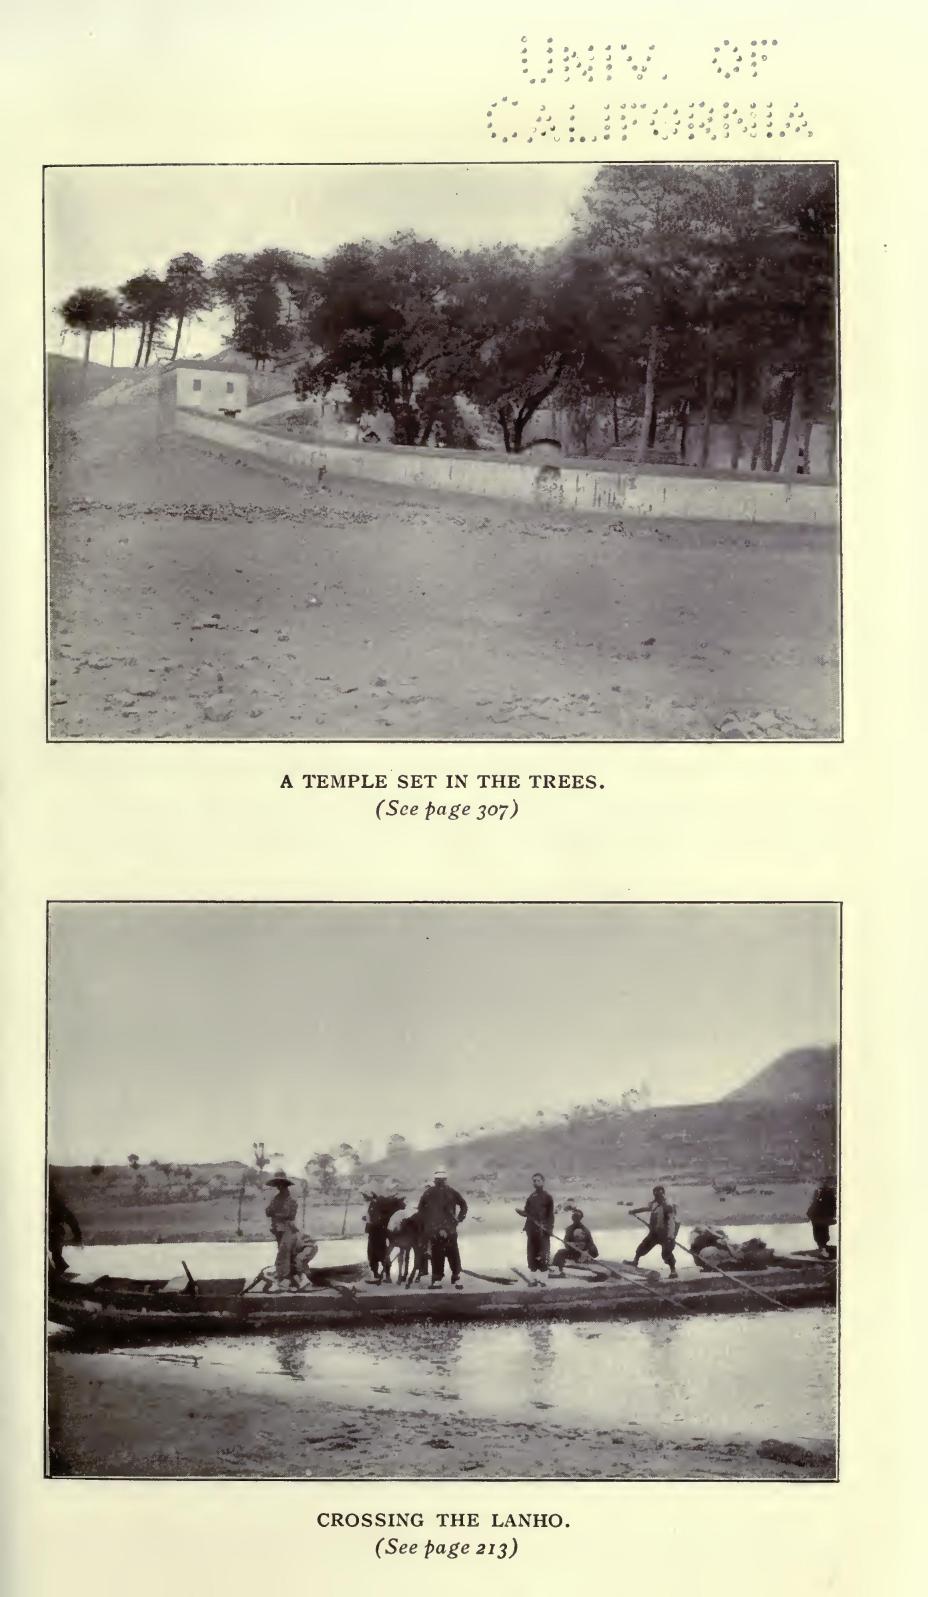 UNIV. OF
CALIFORNIA
A TEMPLE SET IN THE TREES.
(See page 307)
CROSSING THE LANHO.
(See page 213)